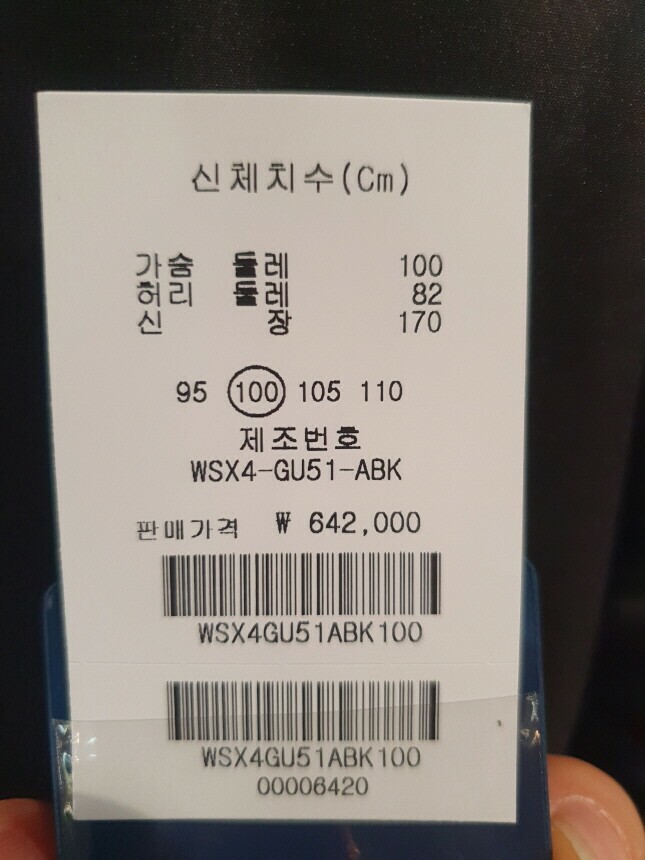 신체치수(Cm)
가슴 둘레 100
허리 둘레 82
신 장 170
95 100 105 110
제조번호
WSX4-GU51-ABK
판매가격 ₩ 642,000
WSX4GU51ABK100
WSX4GU51ABK100
00006420